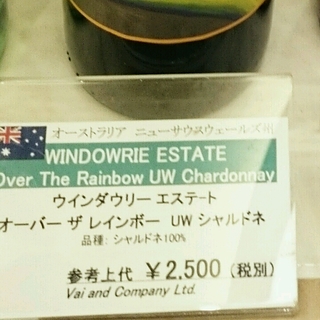 オーストラリア ニューサウスウェールズ州
WINDOWRIE ESTATE
Over The Rainbow UW Chardonnay
ウインダウリー エステート
オーバー ザ レインボー UW シャルドネ
品種: シャルドネ100%
参考上代 ¥2.500 (税別)
Vai and Company Ltd.